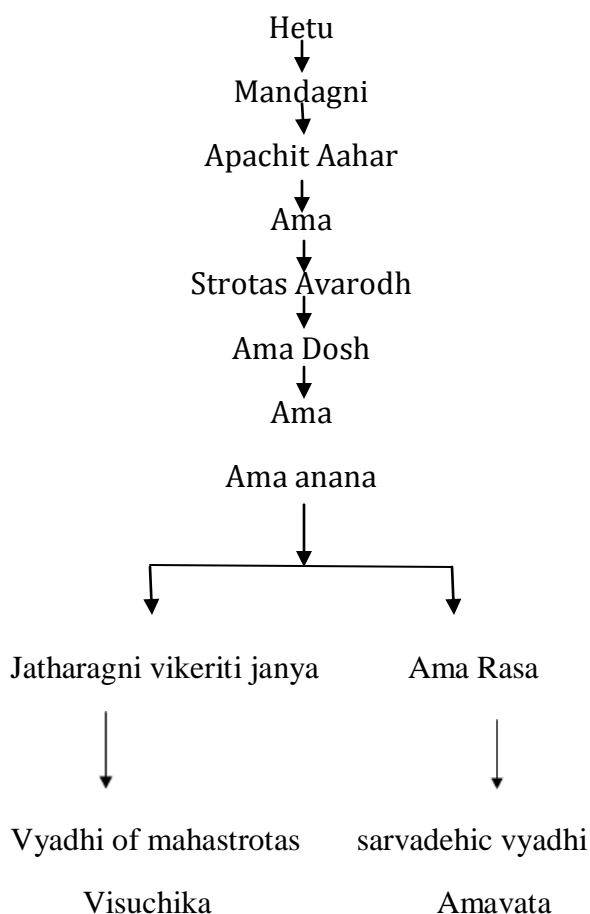 Hetu
Mandagni
Apachit Aahar
Ama
Strotas Avarodh
Ama Dosh
Ama
Ama anana
Jatharagni vikeriti janya Ama Rasa
Vyadhi of mahastrotas sarvadehic vyadhi
Visuchika Amavata